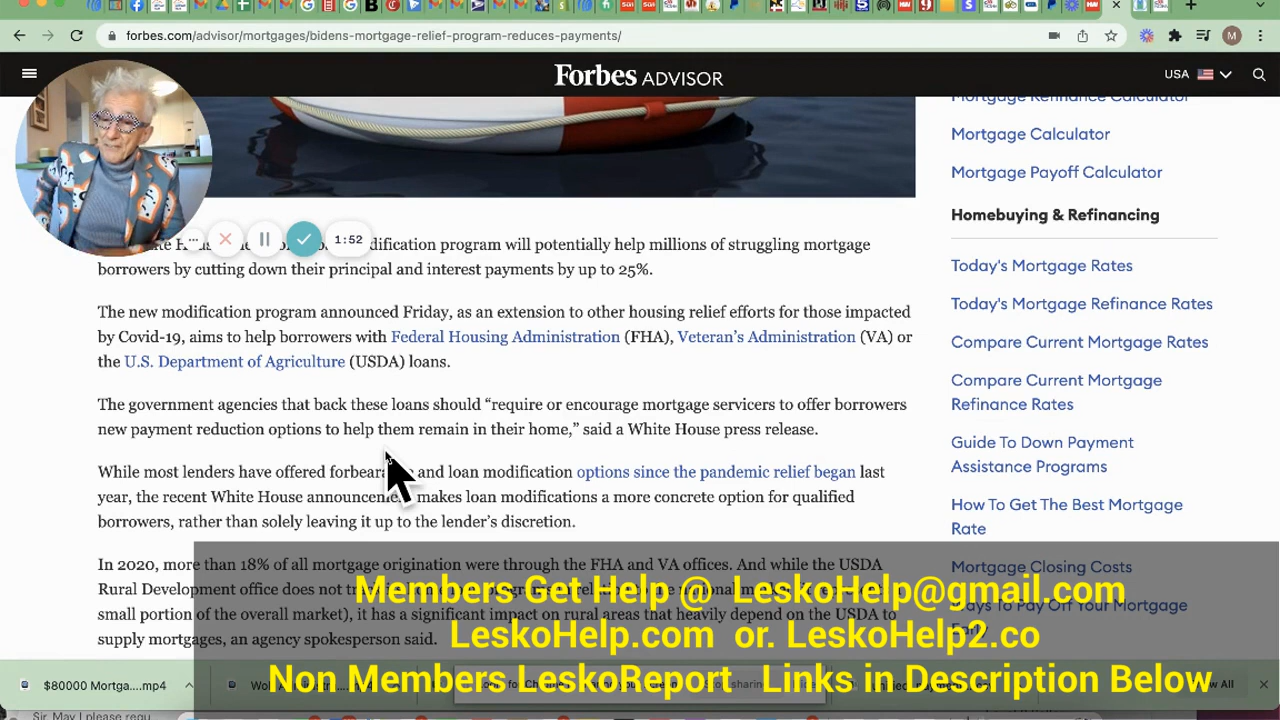 forbes.com/advisor/mortgages/bidens-mortgage-relief-program-reduces-payments/
M
Forbes ADVISOR
USA
Mortgage Refinance Calculator
Mortgage Calculator
Mortgage Payoff Calculator
Homebuying & Refinancing
Today's Mortgage Rates
Today's Mortgage Refinance Rates
Compare Current Mortgage Rates
Compare Current Mortgage
Refinance Rates
Guide To Down Payment
Assistance Programs
How To Get The Best Mortgage
Rate
Mortgage Closing Costs
Ways To Pay Off Your Mortgage
Early
1:52
modification program will potentially help millions of struggling mortgage
borrowers by cutting down their principal and interest payments by up to 25%.
The new modification program announced Friday, as an extension to other housing relief efforts for those impacted
by Covid-19, aims to help borrowers with Federal Housing Administration (FHA), Veteran's Administration (VA) or
the U.S. Department of Agriculture (USDA) loans.
The government agencies that back these loans should “require or encourage mortgage servicers to offer borrowers
new payment reduction options to help them remain in their home,” said a White House press release.
While most lenders have offered forbearance and loan modification options since the pandemic relief began last
year, the recent White House announcement makes loan modifications a more concrete option for qualified
borrowers, rather than solely leaving it up to the lender's discretion.
In 2020, more than 18% of all mortgage origination were through the FHA and VA offices. And while the USDA
Rural Development office does not
small portion of the overall market), it has a significant impact on rural areas that heavily depend on the USDA to
supply mortgages, an agency spokesperson said.
Members Get Help @ LeskoHelp@gmail.com
LeskoHelp.com or. LeskoHelp2.co
Non Members LeskoReport Links in Description Below
$80000 Mortga....mp4
Sir. May I please requ